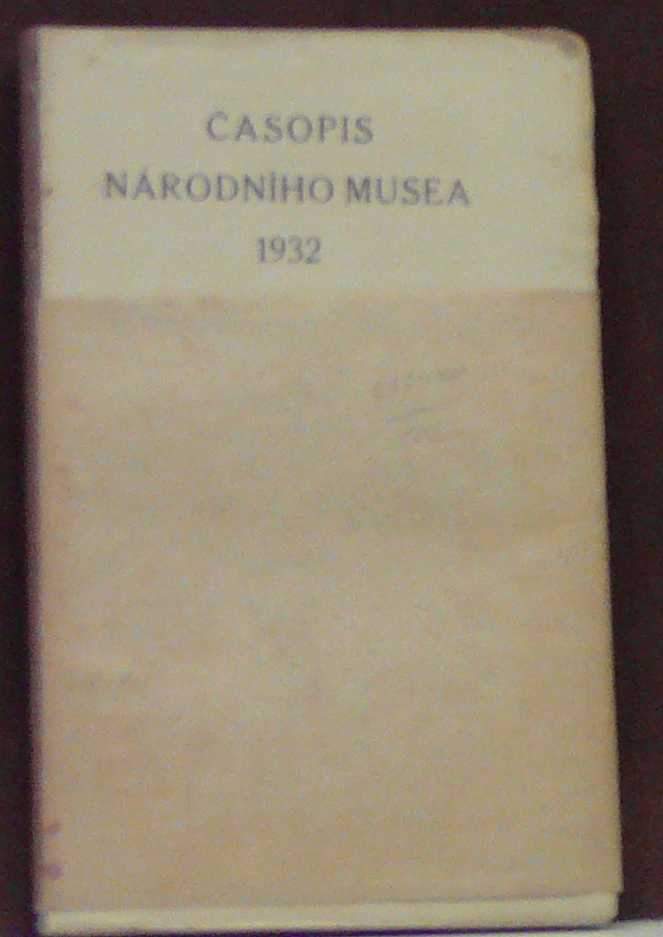 ČASOPIS
NÁRODNÍHO MUSEA
1932